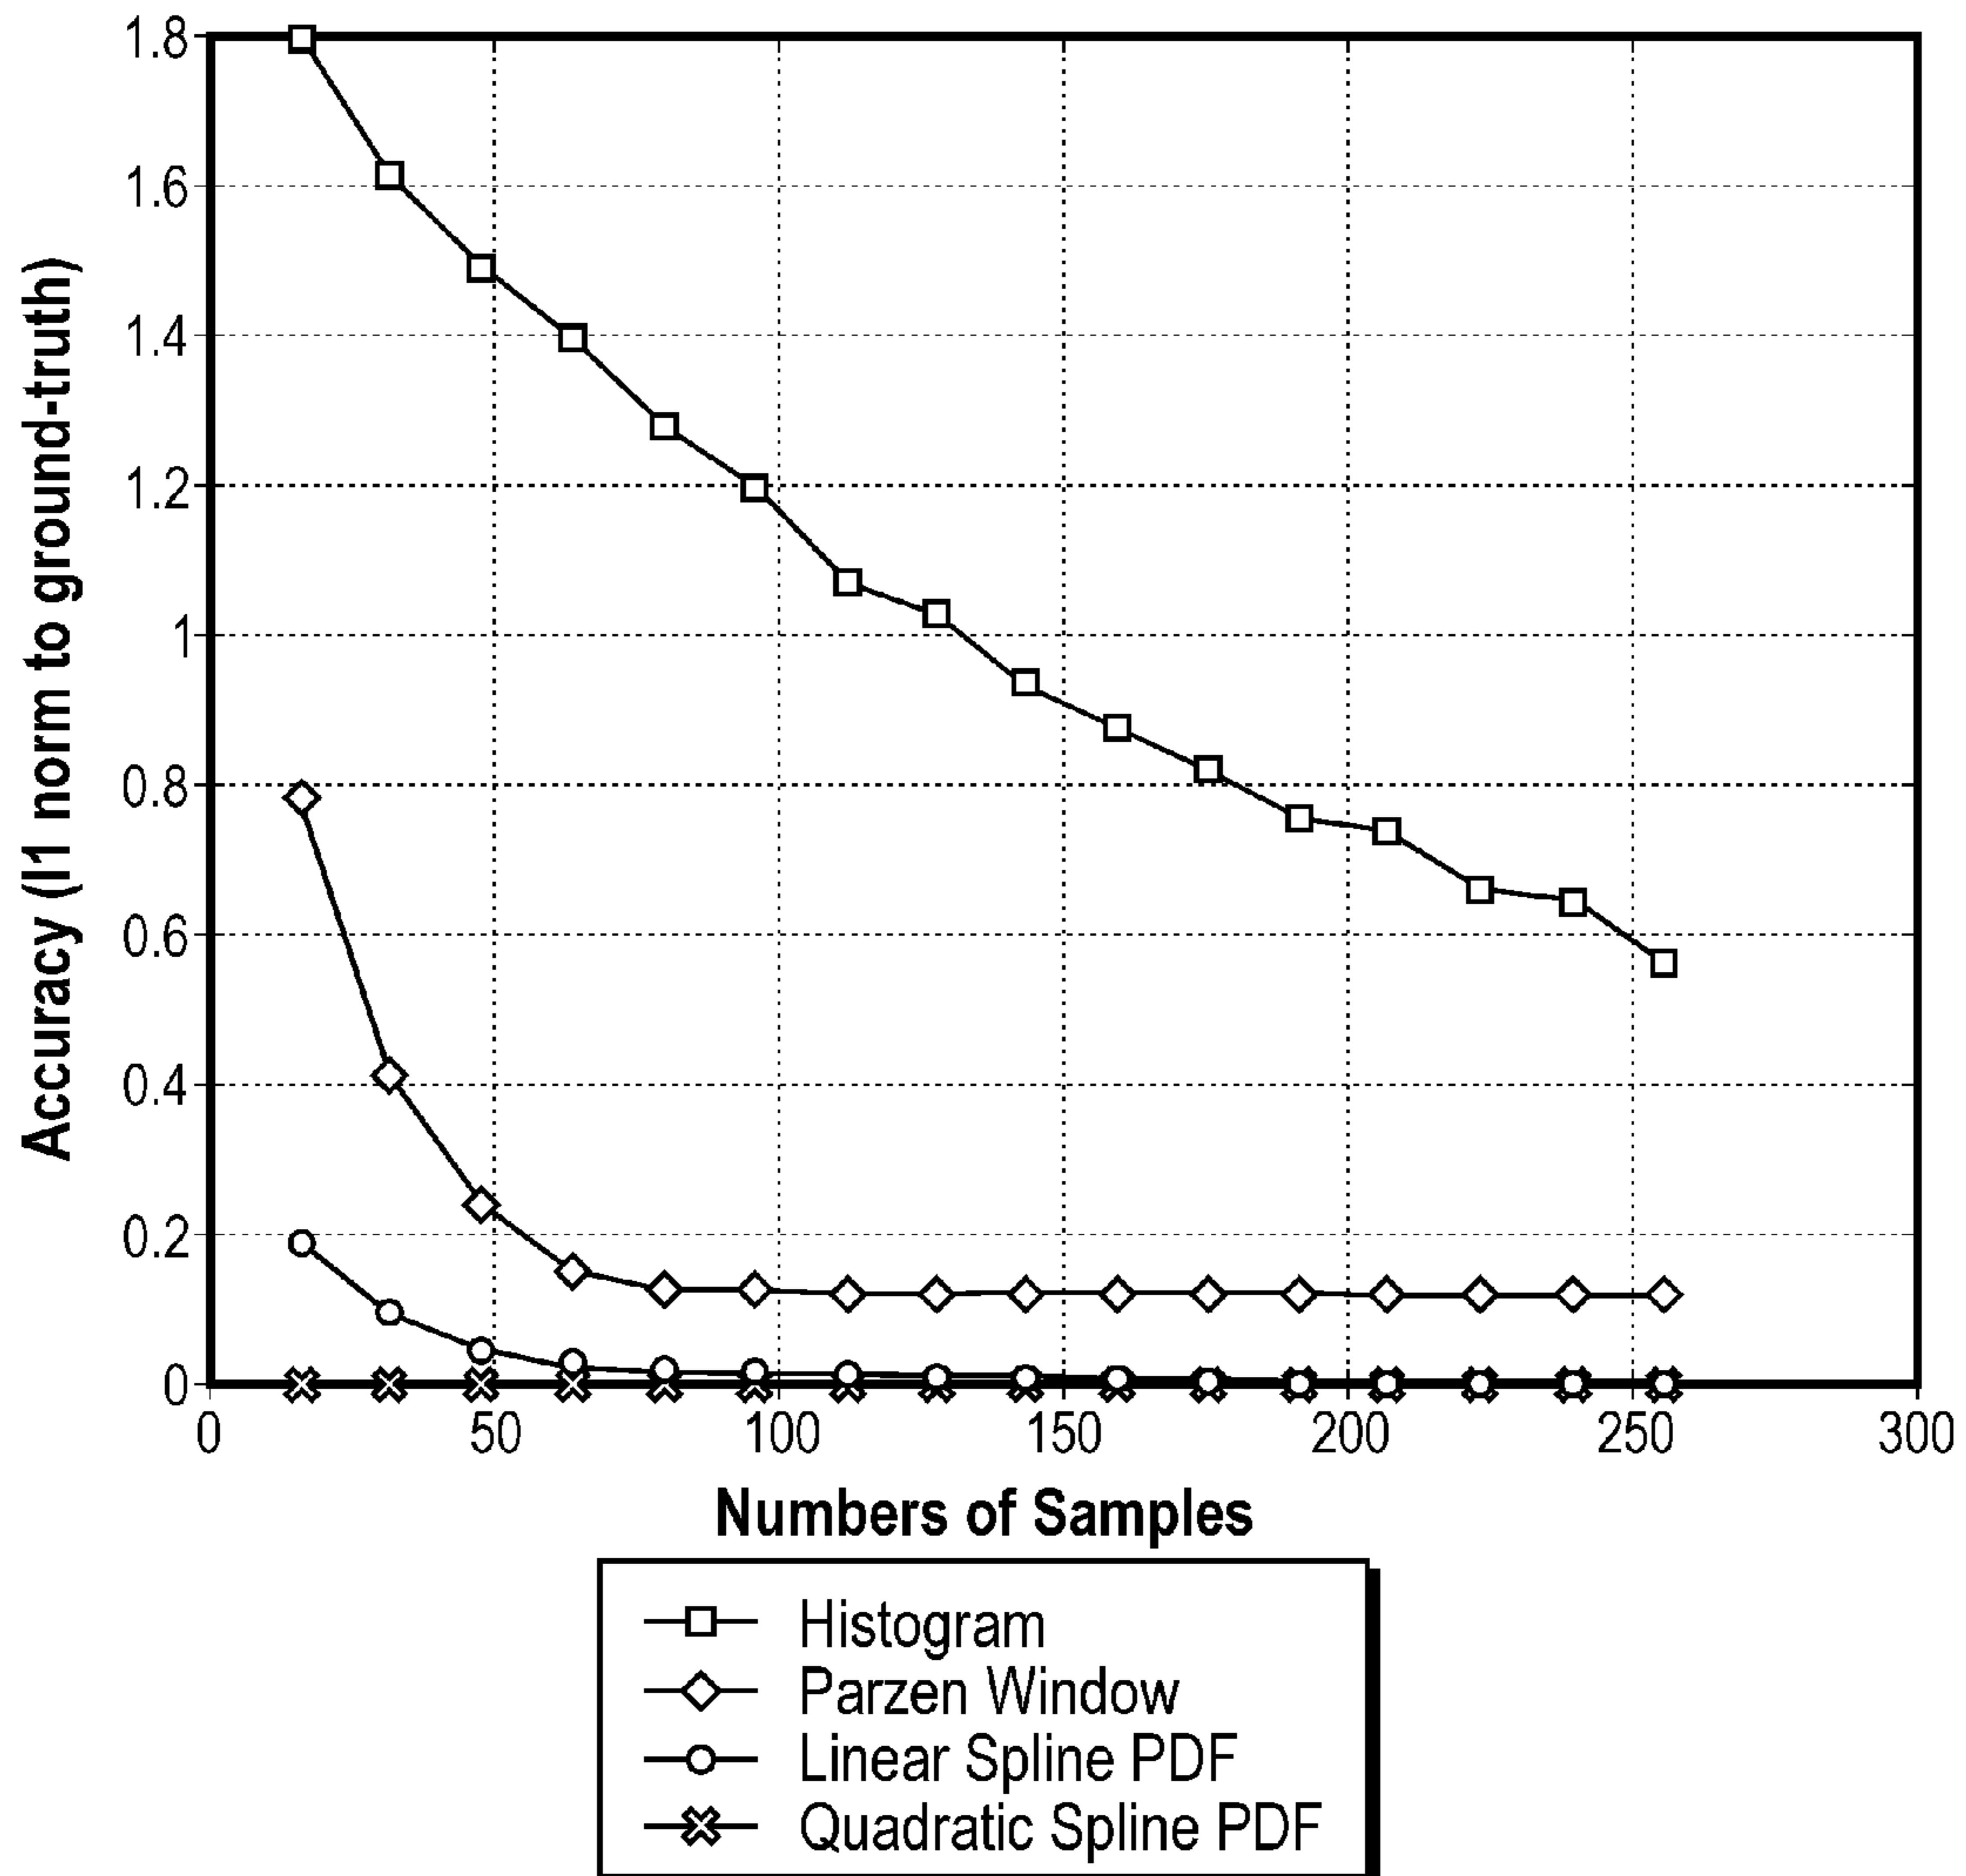 1.8
1.6
1.4
1.2
1
0.8
0.6
0.4
0.2
0
Accuracy (l1 norm to ground-truth)
0 50 100 150 200 250 300
Numbers of Samples
Histogram
Parzen Window
Linear Spline PDF
Quadratic Spline PDF